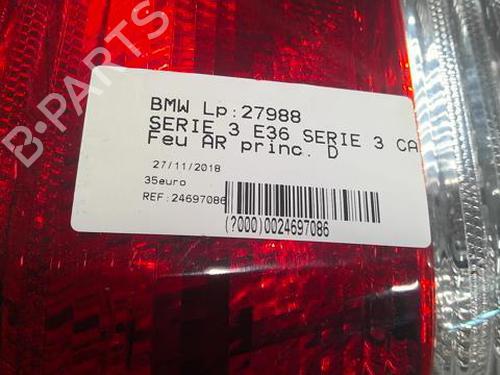 B-PARTS
BMW Lp:27988
SERIE 3 E36 SERIE 3 CA
Feu AR princ. D
27/11/2018
35euro
REF:24697086
(?000)0024697086